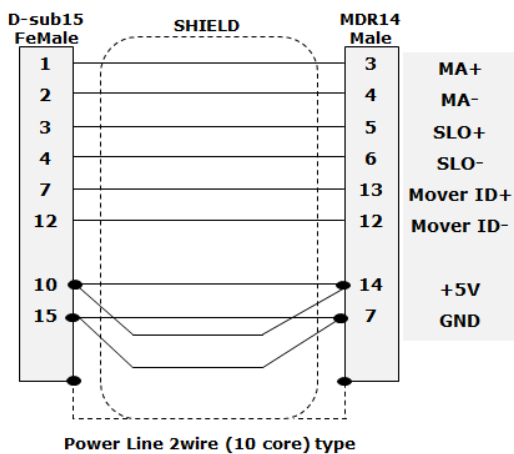 D-sub15
FeMale
SHIELD
MDR14
Male
1 3 MA+
2 4 MA-
3 5 SLO+
4 6 SLO-
7 13 Mover ID+
12 12 Mover ID-
10 14 +5V
15 7 GND
Power Line 2wire (10 core) type